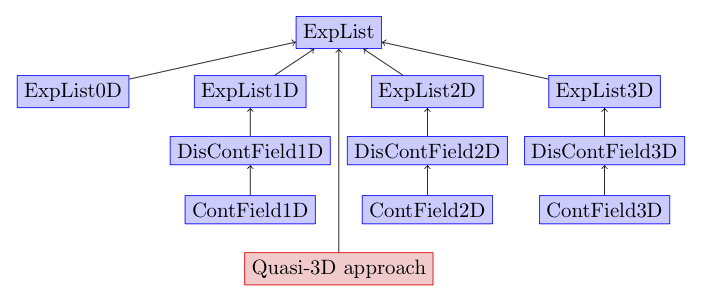 ExpList
ExpList0D
ExpList1D
ExpList2D
ExpList3D
DisContField1D
DisContField2D
DisContField3D
ContField1D
ContField2D
ContField3D
Quasi-3D approach